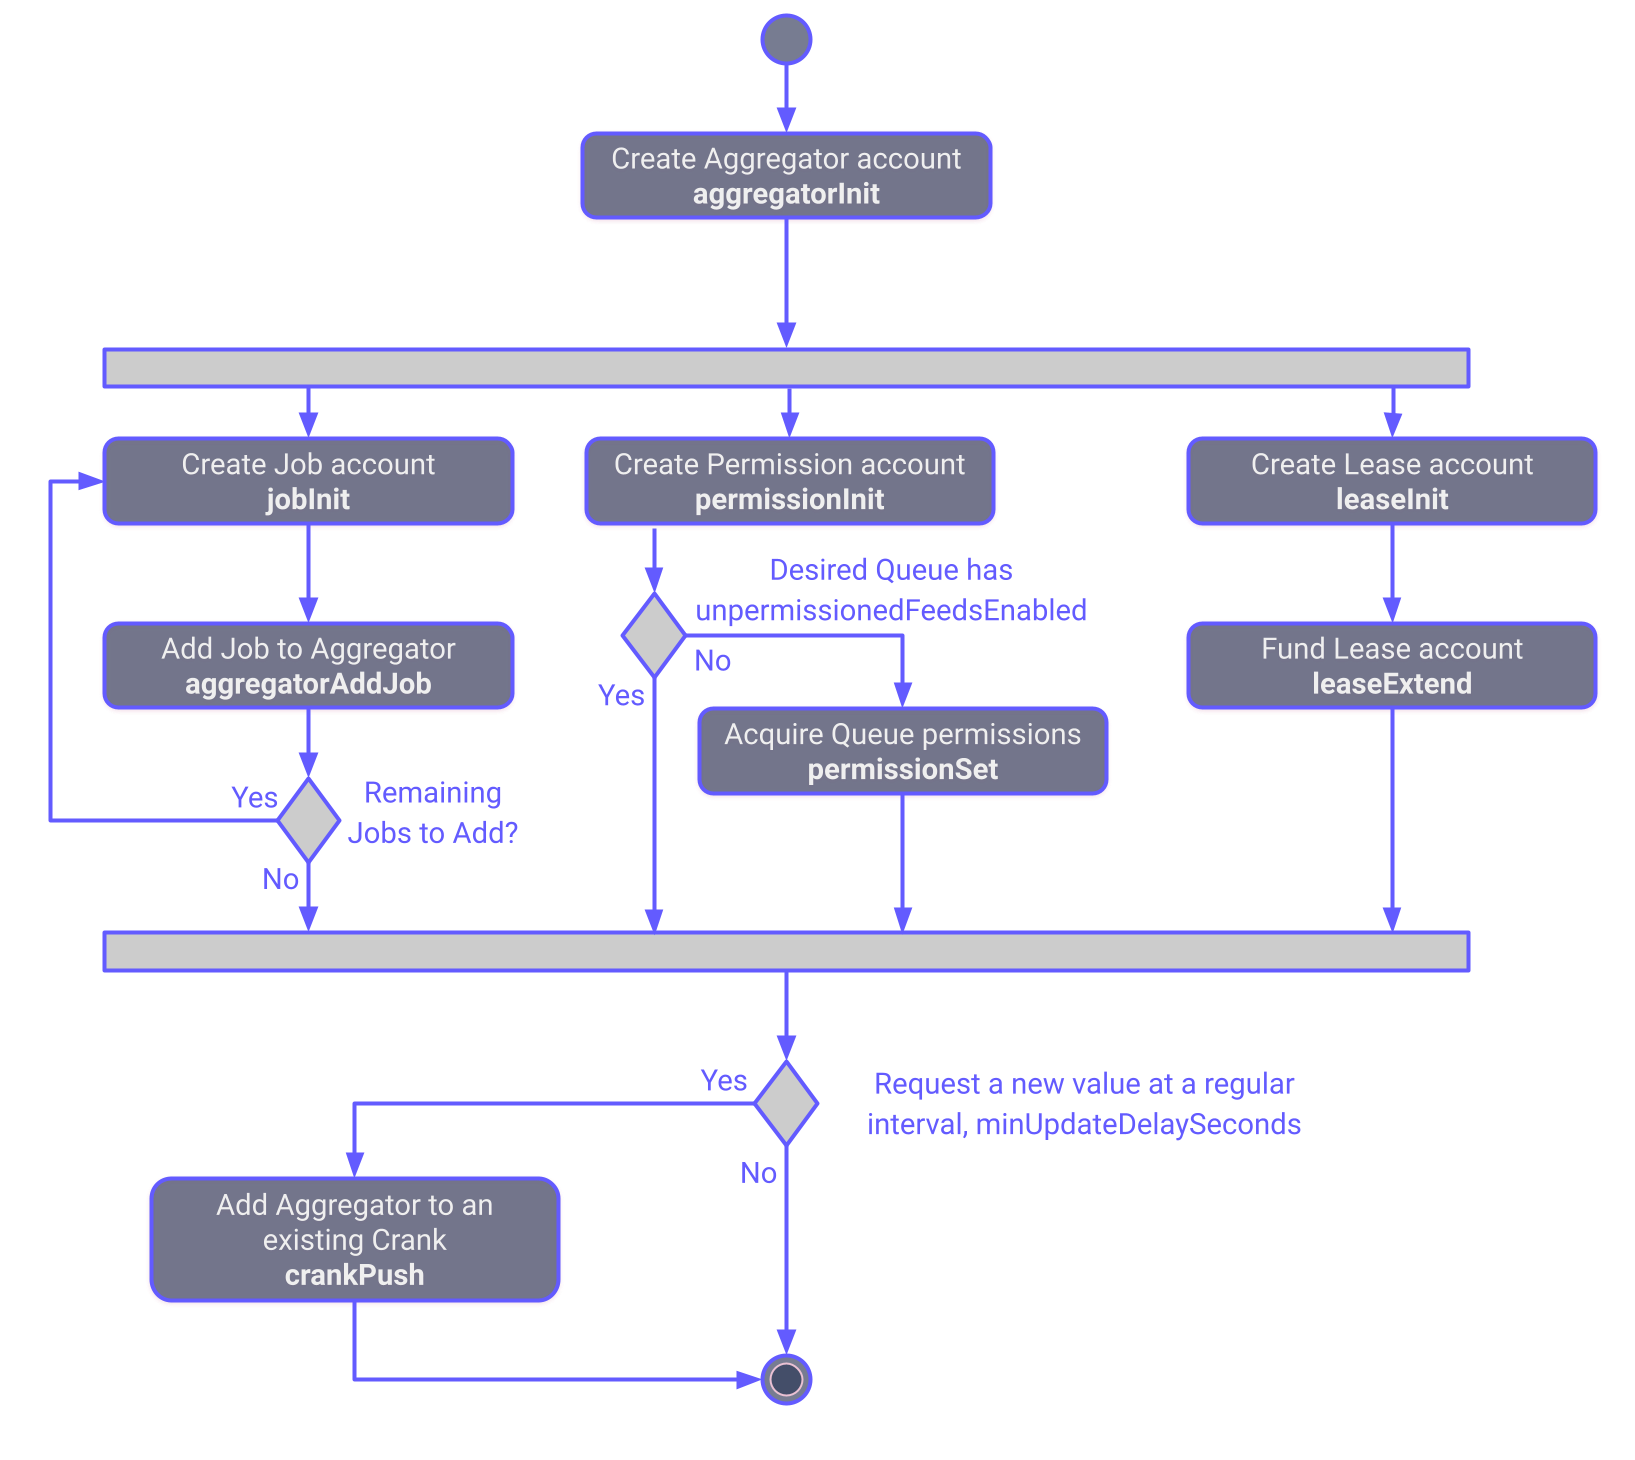 Create Aggregator account
aggregatorInit
Create Job account
jobInit
Create Permission account
permissionInit
Create Lease account
leaseInit
Desired Queue has
unpermissionedFeedsEnabled
No
Yes
Add Job to Aggregator
aggregatorAddJob
Fund Lease account
leaseExtend
Acquire Queue permissions
permissionSet
Yes
Remaining
Jobs to Add?
No
Yes
Request a new value at a regular
interval, minUpdateDelaySeconds
No
Add Aggregator to an
existing Crank
crankPush